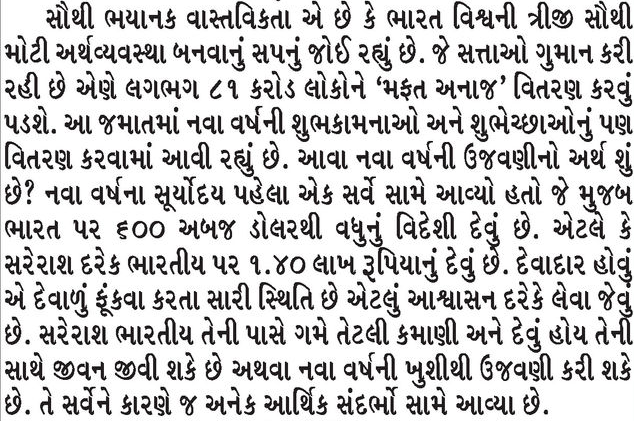 સૌથી ભયાનક વાસ્તવિકતા એ છે કે ભારત વિશ્વની ત્રીજી સૌથી
મોટી અર્થવ્યવસ્થા બનવાનું સપનું જોઈ રહ્યું છે. જે સત્તાઓ ગુમાન કરી
રહી છે એણે લગભગ ૮૧ કરોડ લોકોને ‘મફત અનાજ’ વિતરણ કરવું
પડશે. આ જમાતમાં નવા વર્ષની શુભકામનાઓ અને શુભેચ્છાઓનું પણ
વિતરણ કરવામાં આવી રહ્યું છે. આવા નવા વર્ષની ઉજવણીનો અર્થ શું
છે? નવા વર્ષના સૂર્યોદય પહેલા એક સર્વે સામે આવ્યો હતો જે મુજબ
ભારત પર ૬૦૦ અબજ ડોલરથી વધુનું વિદેશી દેવું છે. એટલે કે
સરેરાશ દરેક ભારતીય પર ૧.૪૦ લાખ રૂપિયાનું દેવું છે. દેવાદાર હોવું
એ દેવાળું ફૂંકવા કરતા સારી સ્થિતિ છે એટલું આશ્વાસન દરેકે લેવા જેવું
છે. સરેરાશ ભારતીય તેની પાસે ગમે તેટલી કમાણી અને દેવું હોય તેની
સાથે જીવન જીવી શકે છે અથવા નવા વર્ષની ખુશીથી ઉજવણી કરી શકે
છે. તે સર્વેને કારણે જ અનેક આર્થિક સંદર્ભો સામે આવ્યા છે.